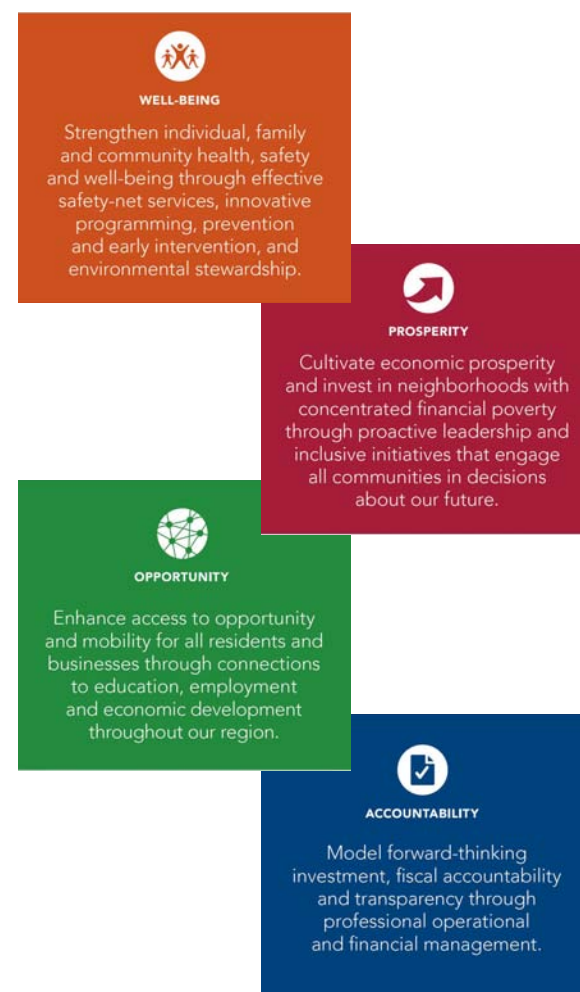 WELL-BEING
Strengthen individual, family
and community health, safety
and well-being through effective
safety-net services, innovative
programming, prevention
and early intervention, and
environmental stewardship.
PROSPERITY
Cultivate economic prosperity
and invest in neighborhoods with
concentrated financial poverty
through proactive leadership and
inclusive initiatives that engage
all communities in decisions
about our future.
OPPORTUNITY
Enhance access to opportunity
and mobility for all residents and
businesses through connections
to education, employment
and economic development
throughout our region.
ACCOUNTABILITY
Model forward-thinking
investment, fiscal accountability
and transparency through
professional operational
and financial management.